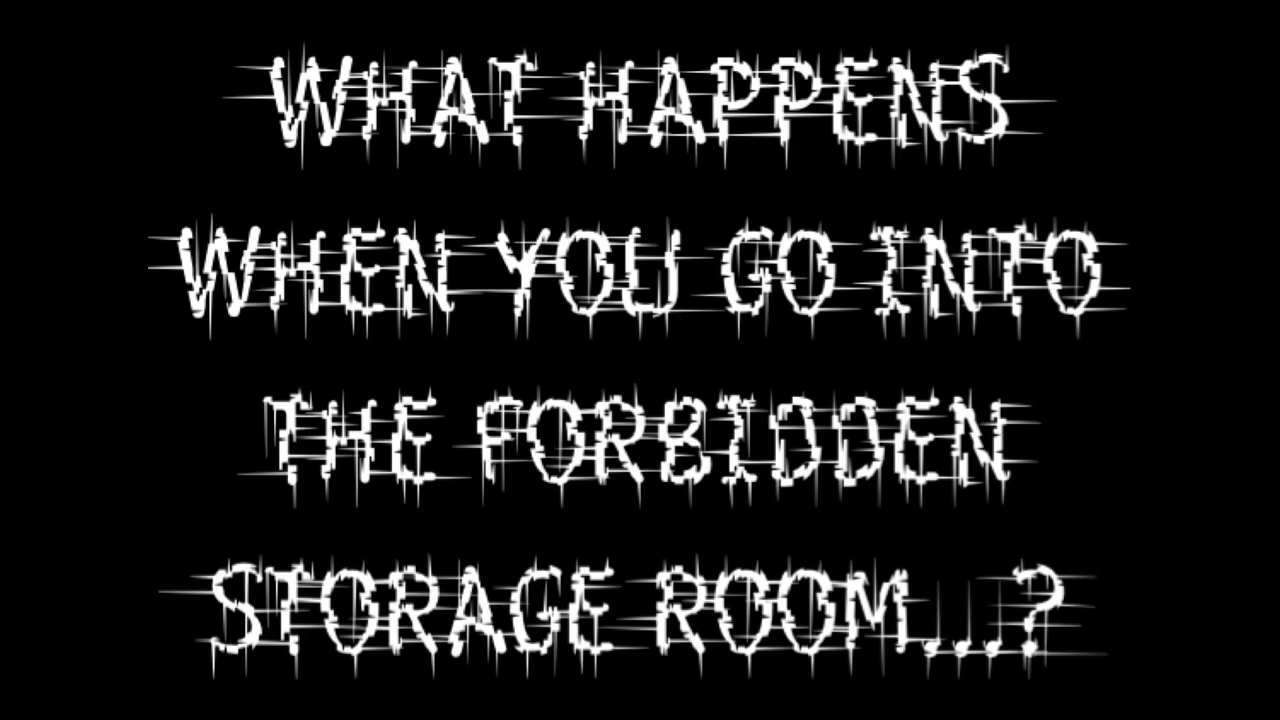 WHAT HAPPENS
WHEN YOU GO INTO
THE FORBIDDEN
STORAGE ROOM...?